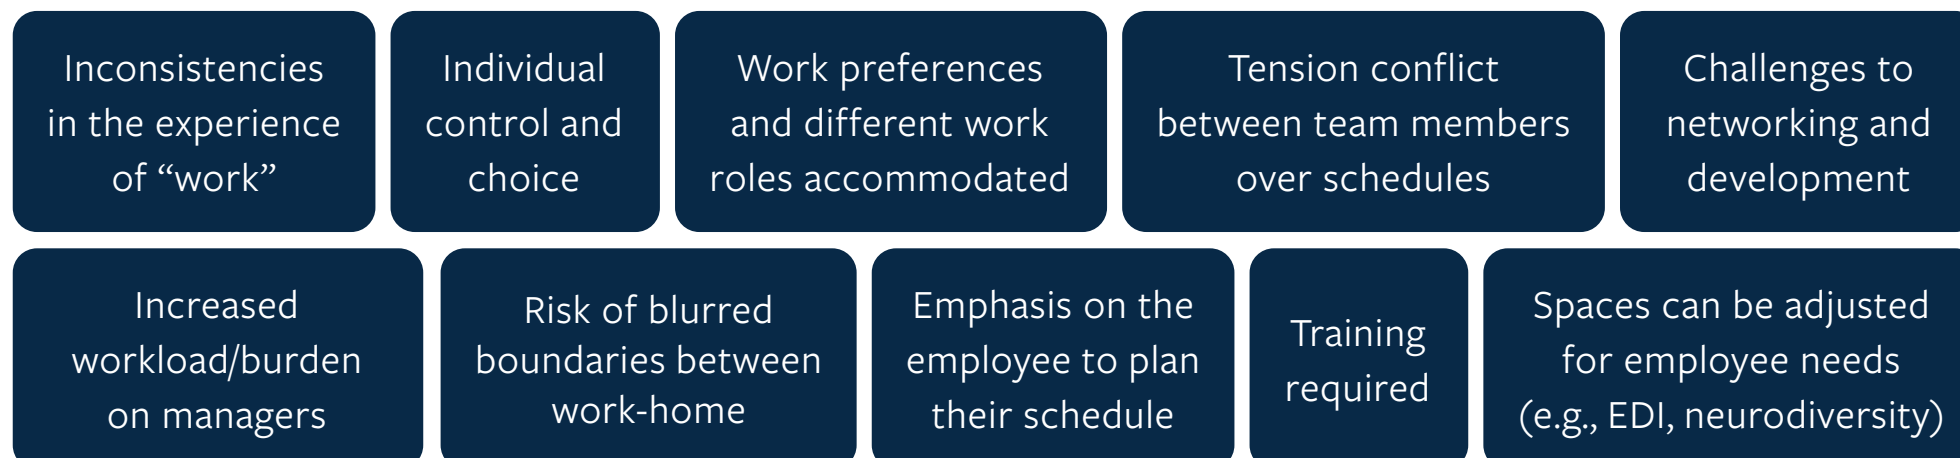 Inconsistencies
in the experience
of “work”
Individual
control and
choice
Work preferences
and different work
roles accommodated
Tension conflict
between team members
over schedules
Challenges to
networking and
development
Increased
workload/burden
on managers
Risk of blurred
boundaries between
work-home
Emphasis on the
employee to plan
their schedule
Training
required
Spaces can be adjusted
for employee needs
(e.g., EDI, neurodiversity)